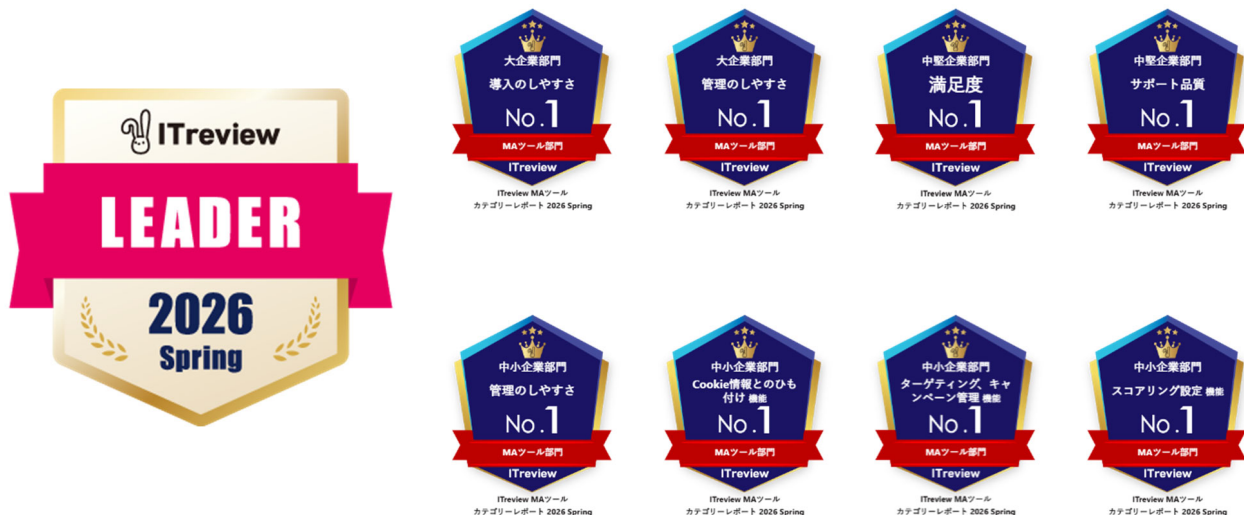 ITreview
LEADER
2026
Spring
大企業部門
導入のしやすさ
No.1
MAツール部門
ITreview
ITreview MAツール
カテゴリーレポート 2026 Spring
大企業部門
管理のしやすさ
No.1
MAツール部門
ITreview
ITreview MAツール
カテゴリーレポート 2026 Spring
中堅企業部門
満足度
No.1
MAツール部門
ITreview
ITreview MAツール
カテゴリーレポート 2026 Spring
中堅企業部門
サポート品質
No.1
MAツール部門
ITreview
ITreview MAツール
カテゴリーレポート 2026 Spring
中小企業部門
管理のしやすさ
No.1
MAツール部門
ITreview
ITreview MAツール
カテゴリーレポート 2026 Spring
中小企業部門
Cookie情報とのひも
付け 機能
No.1
MAツール部門
ITreview
ITreview MAツール
カテゴリーレポート 2026 Spring
中小企業部門
ターゲティング、キャ
ンペーン管理 機能
No.1
MAツール部門
ITreview
ITreview MAツール
カテゴリーレポート 2026 Spring
中小企業部門
スコアリング設定 機能
No.1
MAツール部門
ITreview
ITreview MAツール
カテゴリーレポート 2026 Spring